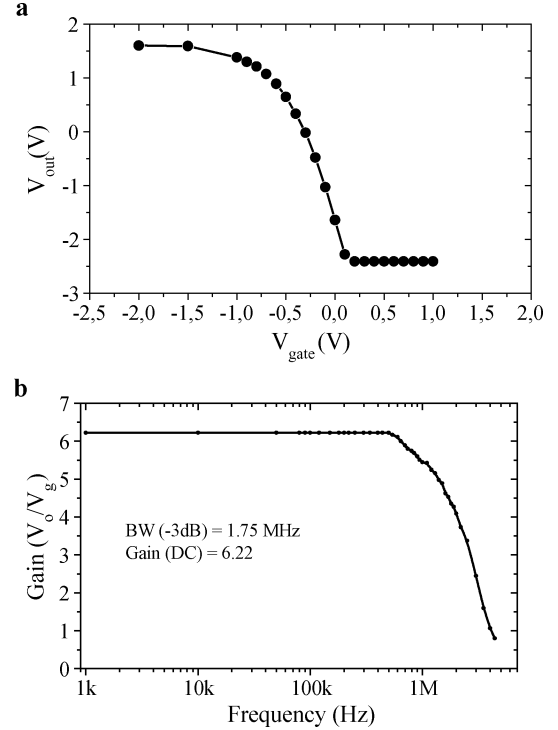 a
2
1
0
-1
-2
-3
V_out(V)
-2,5 -2,0 -1,5 -1,0 -0,5 0,0 0,5 1,0 1,5 2,0
V_gate (V)
b
7
6
5
4
3
2
1
0
Gain (V_o/V_g)
BW (-3dB) = 1.75 MHz
Gain (DC) = 6.22
1k 10k 100k 1M
Frequency (Hz)